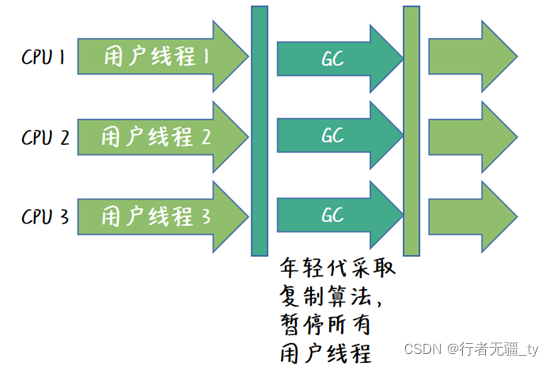 CPU 1 用户线程 1 GC
CPU 2 用户线程 2 GC
CPU 3 用户线程 3 GC
年轻代采取
复制算法，
暂停所有
用户线程
CSDN @行者无疆_ty